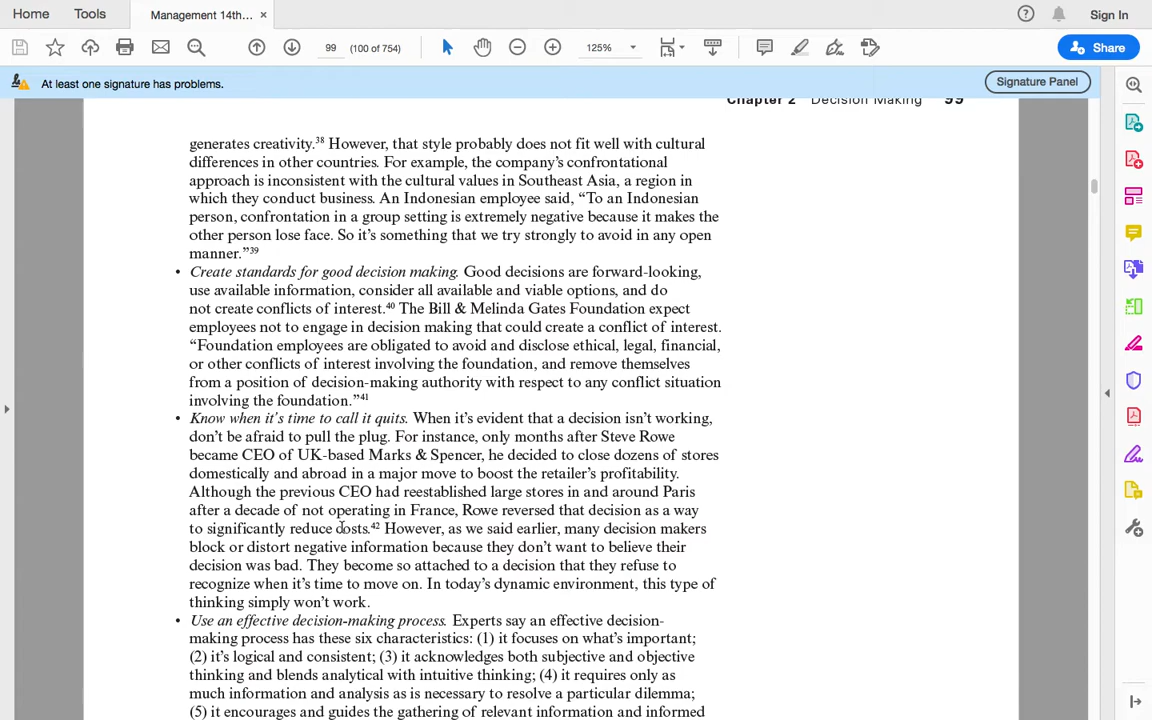 Home
Tools
Management 14th...
×
Sign In
99
(100 of 754)
125%
Share
At least one signature has problems.
Signature Panel
Chapter 2 Decision Making 99
generates creativity.38 However, that style probably does not fit well with cultural
differences in other countries. For example, the company’s confrontational
approach is inconsistent with the cultural values in Southeast Asia, a region in
which they conduct business. An Indonesian employee said, “To an Indonesian
person, confrontation in a group setting is extremely negative because it makes the
other person lose face. So it’s something that we try strongly to avoid in any open
manner.”39
• Create standards for good decision making. Good decisions are forward-looking,
use available information, consider all available and viable options, and do
not create conflicts of interest.40 The Bill & Melinda Gates Foundation expect
employees not to engage in decision making that could create a conflict of interest.
“Foundation employees are obligated to avoid and disclose ethical, legal, financial,
or other conflicts of interest involving the foundation, and remove themselves
from a position of decision-making authority with respect to any conflict situation
involving the foundation.”41
• Know when it’s time to call it quits. When it’s evident that a decision isn’t working,
don’t be afraid to pull the plug. For instance, only months after Steve Rowe
became CEO of UK-based Marks & Spencer, he decided to close dozens of stores
domestically and abroad in a major move to boost the retailer’s profitability.
Although the previous CEO had reestablished large stores in and around Paris
after a decade of not operating in France, Rowe reversed that decision as a way
to significantly reduce costs.42 However, as we said earlier, many decision makers
block or distort negative information because they don’t want to believe their
decision was bad. They become so attached to a decision that they refuse to
recognize when it’s time to move on. In today’s dynamic environment, this type of
thinking simply won’t work.
• Use an effective decision-making process. Experts say an effective decision-
making process has these six characteristics: (1) it focuses on what’s important;
(2) it’s logical and consistent; (3) it acknowledges both subjective and objective
thinking and blends analytical with intuitive thinking; (4) it requires only as
much information and analysis as is necessary to resolve a particular dilemma;
(5) it encourages and guides the gathering of relevant information and informed